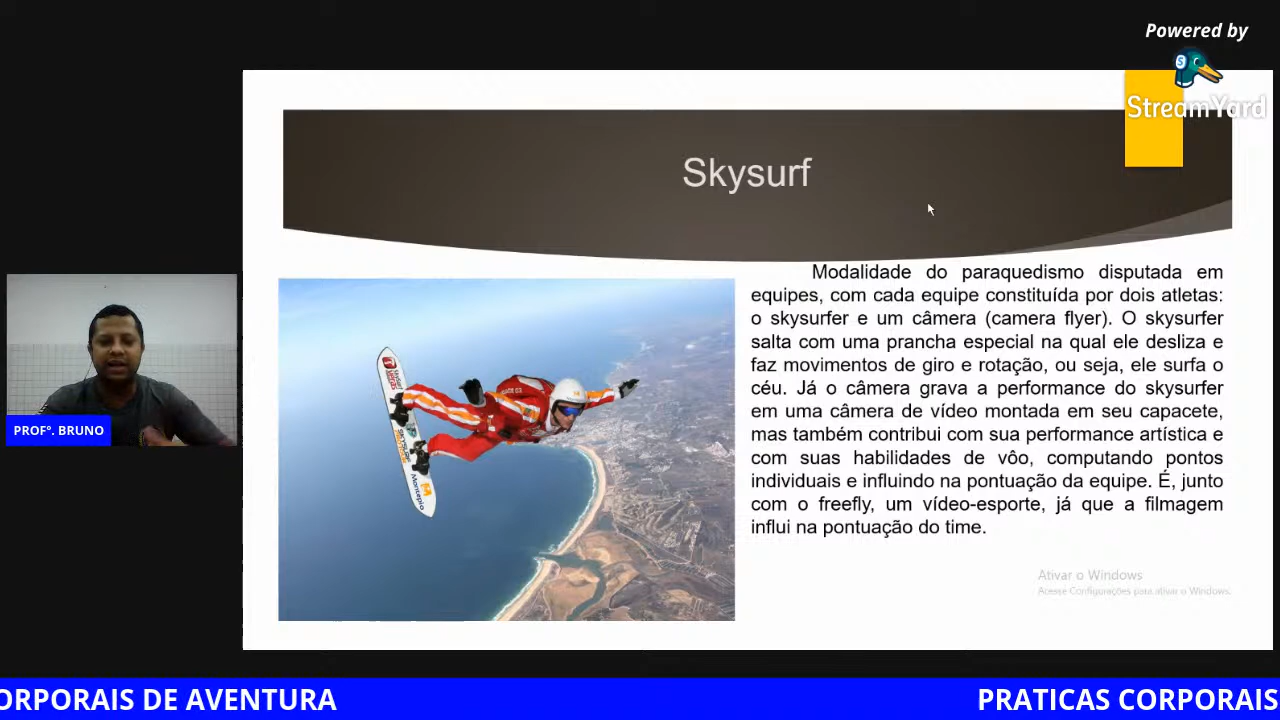 Powered by
StreamYard
Skysurf
Modalidade do paraquedismo disputada em
equipes, com cada equipe constituída por dois atletas:
o skysurfer e um câmera (camera flyer). O skysurfer
salta com uma prancha especial na qual ele desliza e
faz movimentos de giro e rotação, ou seja, ele surfa o
céu. Já o câmera grava a performance do skysurfer
em uma câmera de vídeo montada em seu capacete,
mas também contribui com sua performance artística e
com suas habilidades de vôo, computando pontos
individuais e influindo na pontuação da equipe. É, junto
com o freefly, um vídeo-esporte, já que a filmagem
influi na pontuação do time.
PROFº. BRUNO
Montepio
Ativar o Windows
Acesse Configurações para ativar o Windows.
ORPORAIS DE AVENTURA
PRATICAS CORPORAIS